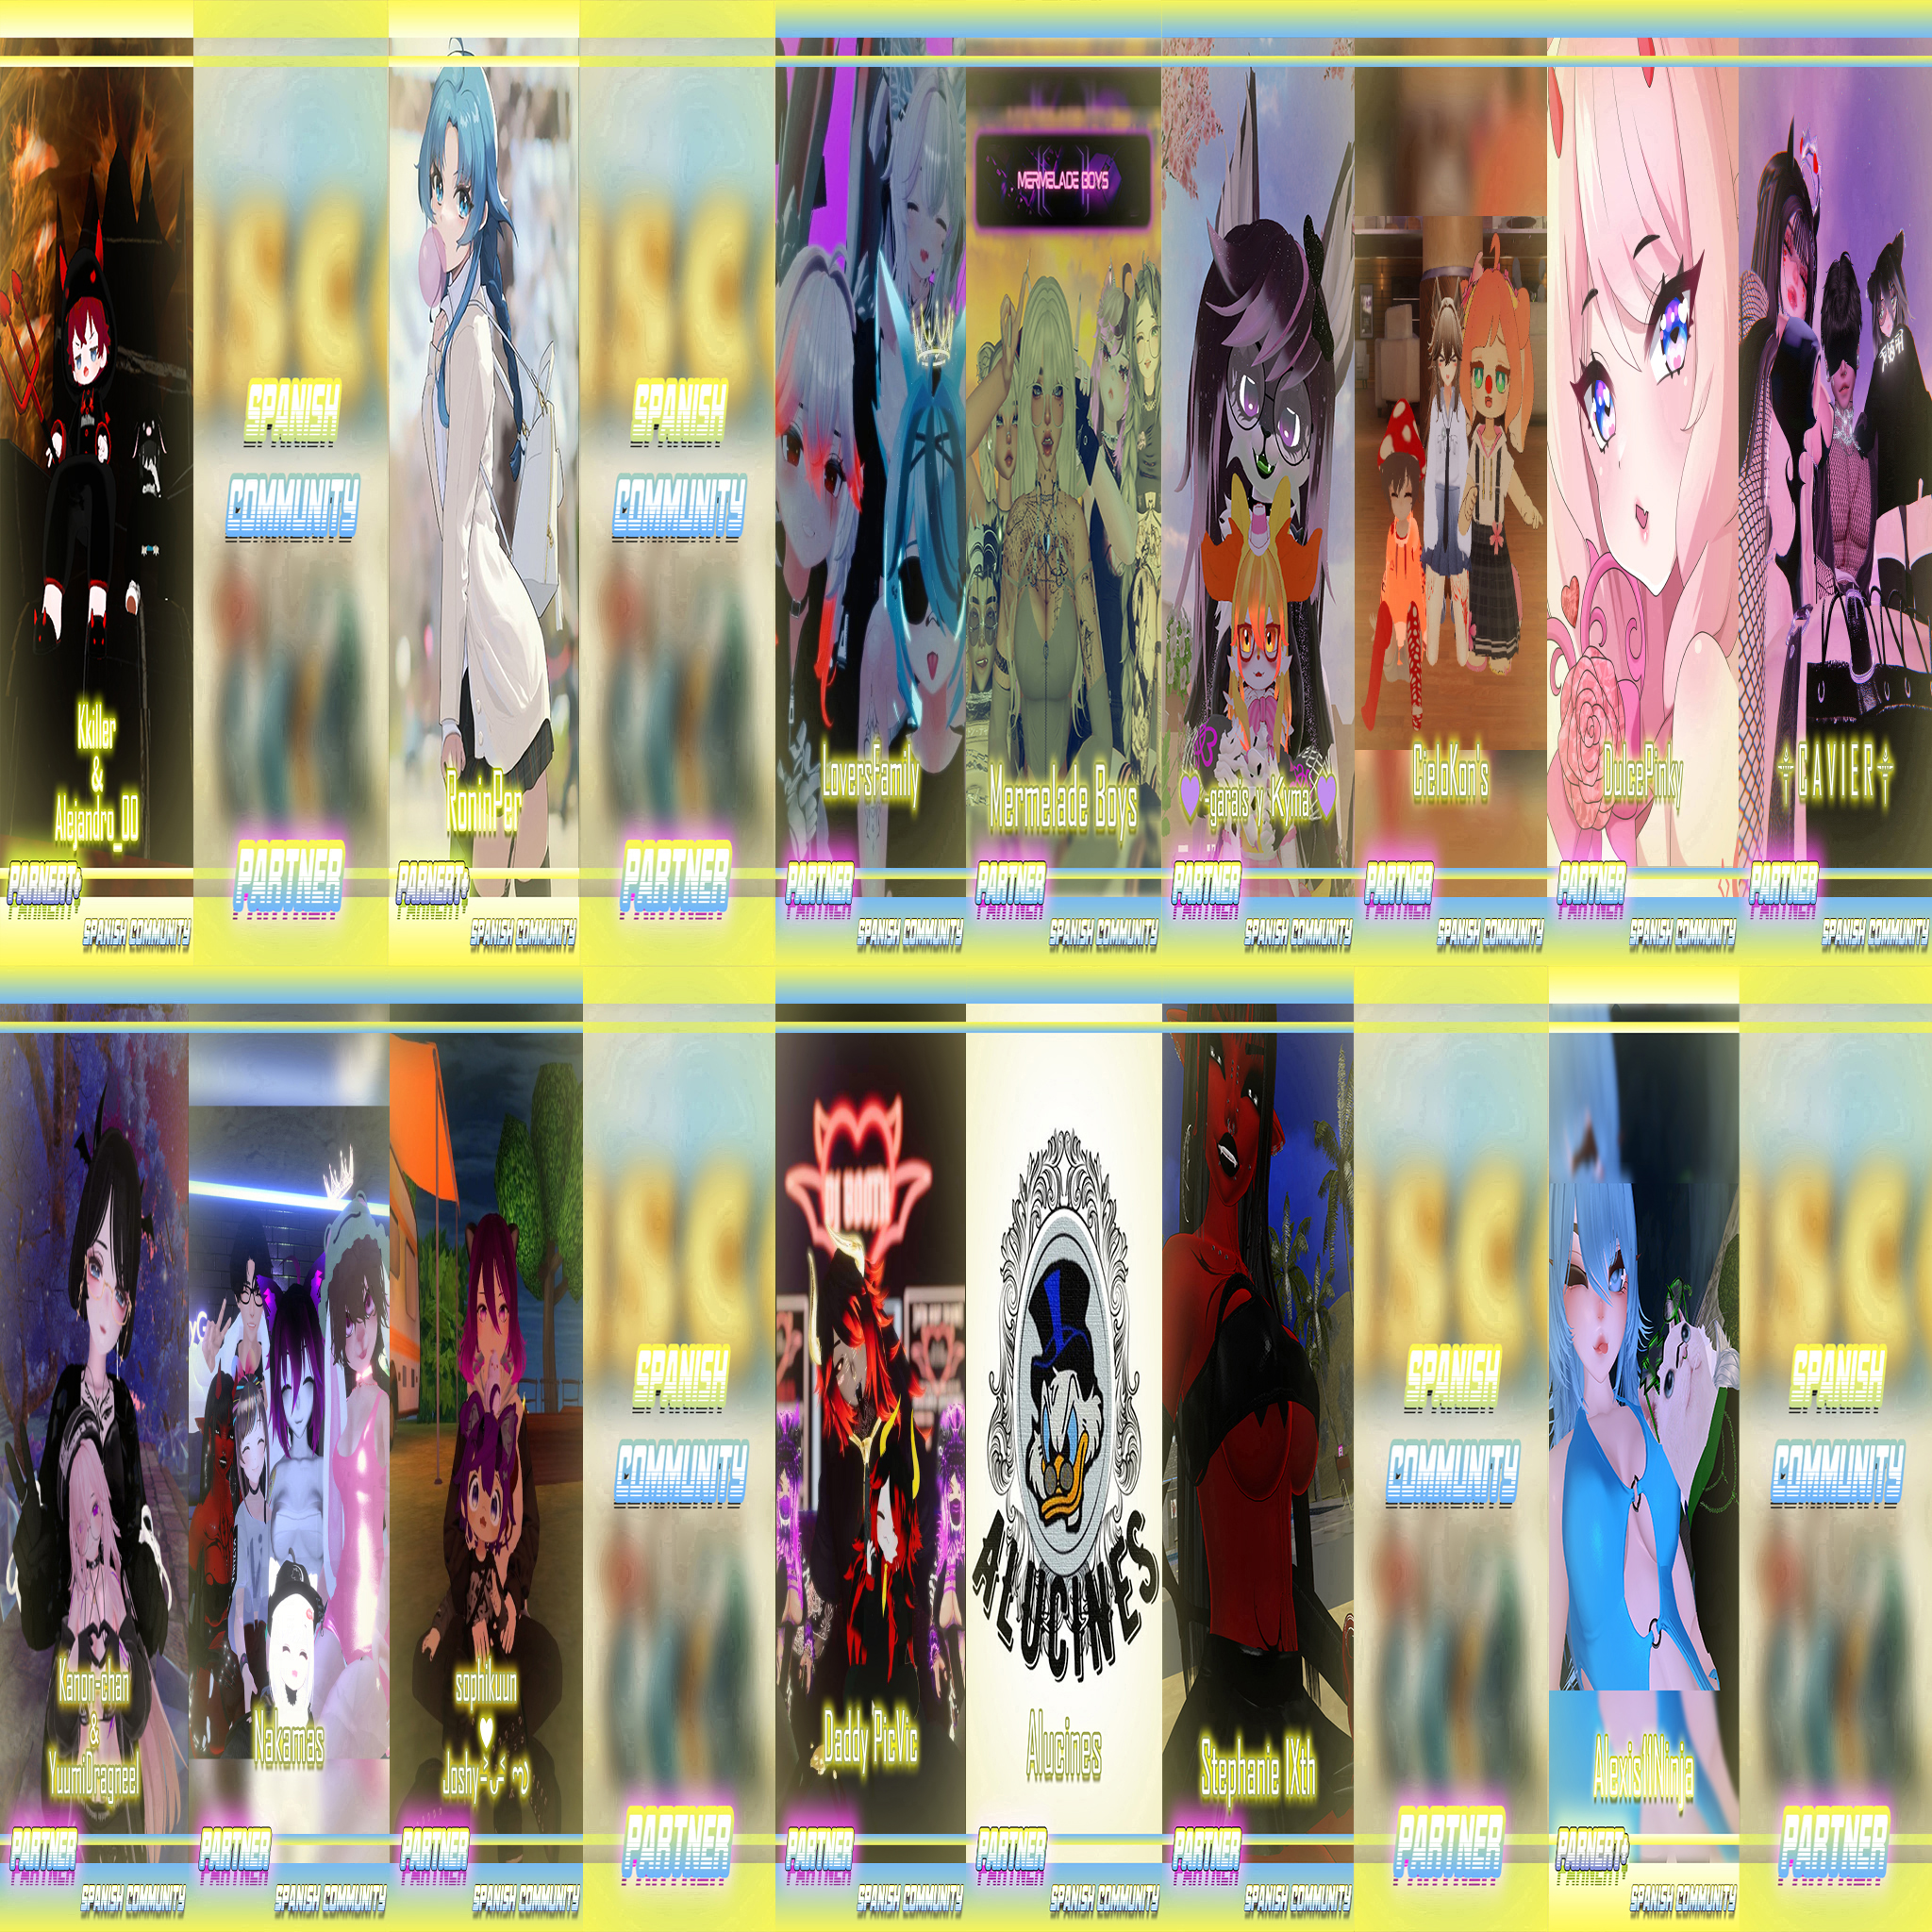 Kkiller
&
Alejandro_00
PARNERT+
SPANISH COMMUNITY
SPANISH
COMMUNITY
PARTNER
RoninPer
PARNERT+
SPANISH COMMUNITY
SPANISH
COMMUNITY
PARTNER
LoversFamily
PARTNER
SPANISH COMMUNITY
MERMELADE BOYS
Mermelade Boys
PARTNER
SPANISH COMMUNITY
-garais y Kyma
PARTNER
SPANISH COMMUNITY
CieloKon's
PARTNER
SPANISH COMMUNITY
DulcePinky
PARTNER
SPANISH COMMUNITY
CAVIER
PARTNER
SPANISH COMMUNITY
Kanon-chan
&
YuumiDragneel
PARTNER
SPANISH COMMUNITY
Nakamas
PARTNER
SPANISH COMMUNITY
sophikuun
♥
Joshy
PARTNER
SPANISH COMMUNITY
SPANISH
COMMUNITY
PARTNER
DJ BOOTH
Daddy PicVic
PARTNER
SPANISH COMMUNITY
ALUCINES
Alucines
PARTNER
SPANISH COMMUNITY
Stephanie IXth
PARTNER
SPANISH COMMUNITY
SPANISH
COMMUNITY
PARTNER
Alexis11Ninja
PARNERT+
SPANISH COMMUNITY
SPANISH
COMMUNITY
PARTNER